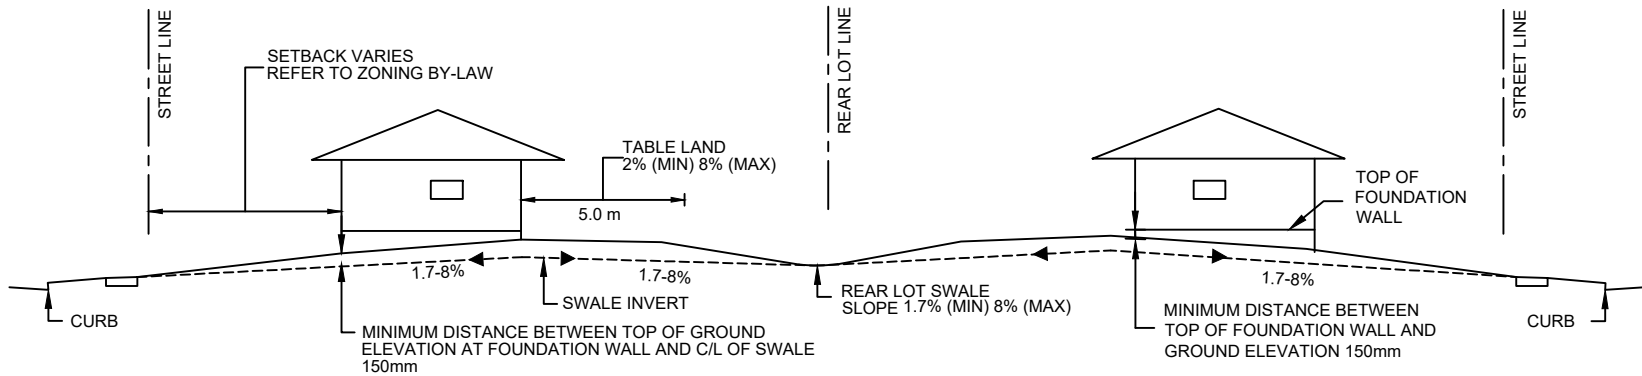 STREET LINE
SETBACK VARIES
REFER TO ZONING BY-LAW
REAR LOT LINE
STREET LINE
TABLE LAND
2% (MIN) 8% (MAX)
5.0 m
TOP OF
FOUNDATION
WALL
1.7-8%
1.7-8%
1.7-8%
SWALE INVERT
REAR LOT SWALE
SLOPE 1.7% (MIN) 8% (MAX)
CURB
MINIMUM DISTANCE BETWEEN TOP OF GROUND
ELEVATION AT FOUNDATION WALL AND C/L OF SWALE
150mm
MINIMUM DISTANCE BETWEEN
TOP OF FOUNDATION WALL AND
GROUND ELEVATION 150mm
CURB